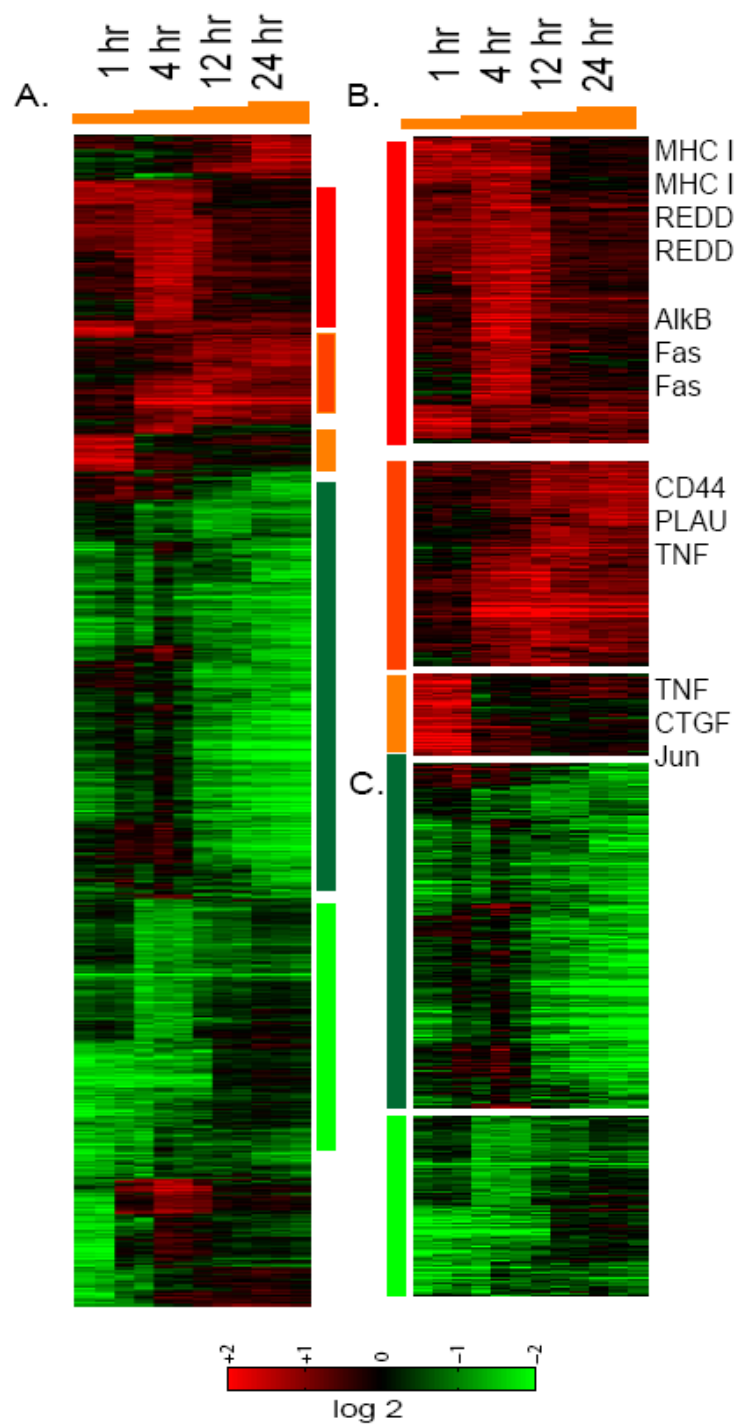 A.
1 hr 4 hr 12 hr 24 hr
B.
1 hr 4 hr 12 hr 24 hr
MHC I
MHC I
REDD
REDD
AlkB
Fas
Fas
CD44
PLAU
TNF
TNF
CTGF
Jun
C.
+2 +1 0 -1 -2
log 2